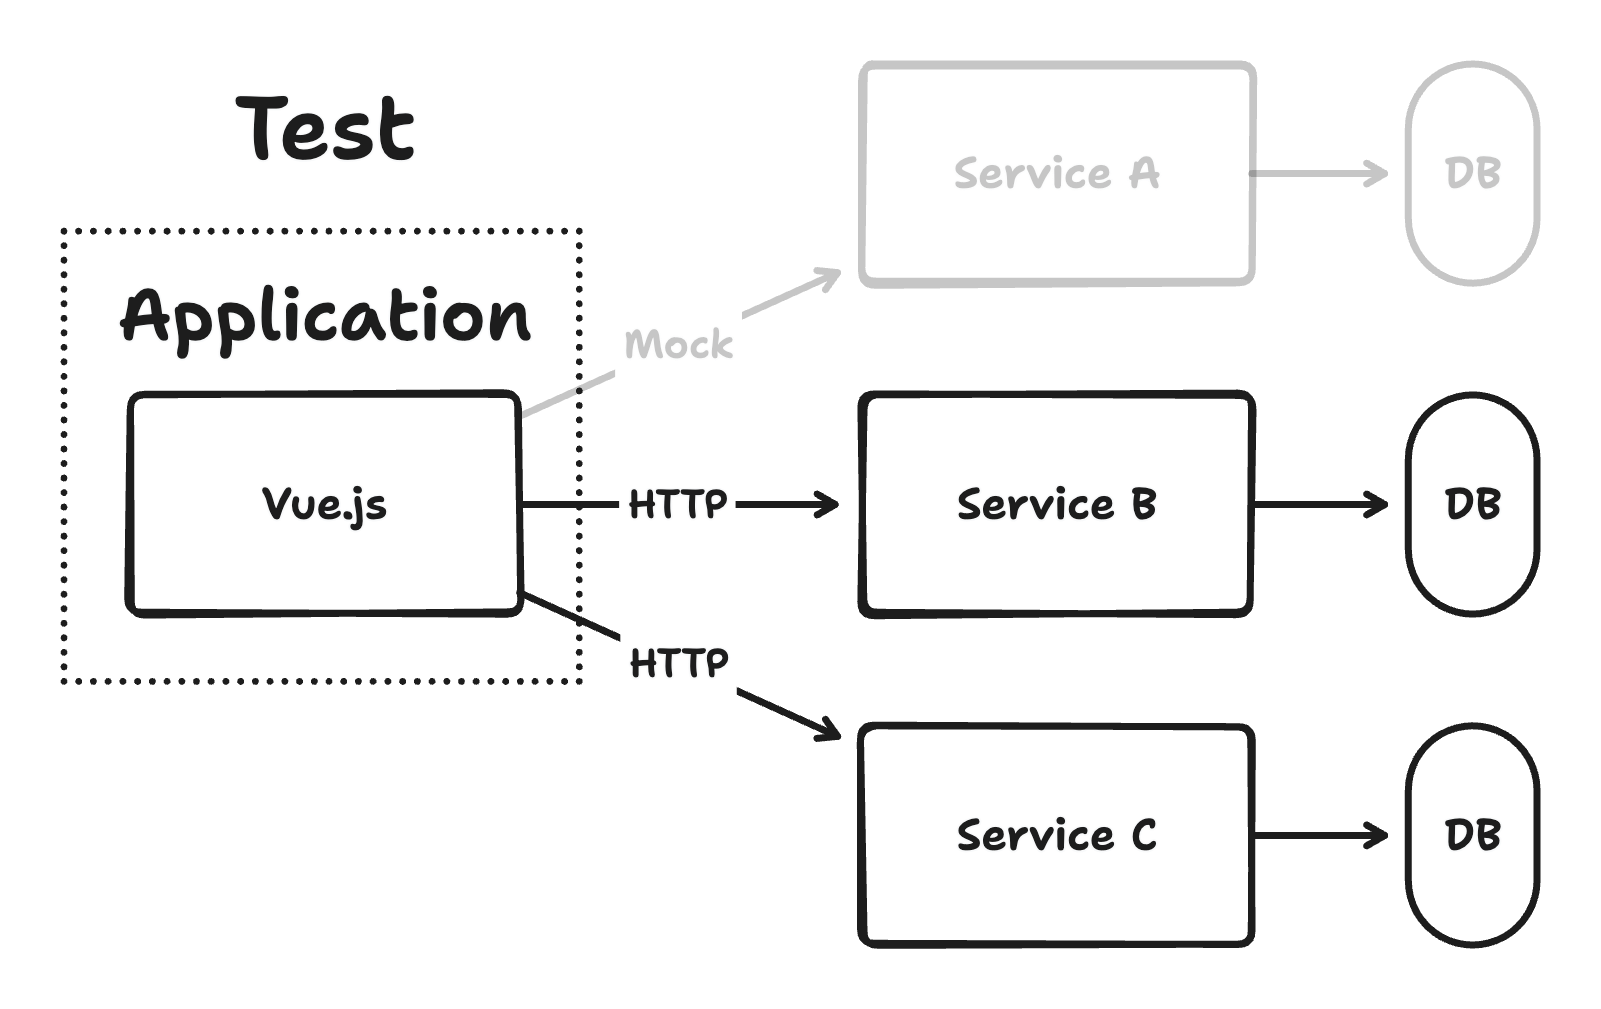 Test
Application
Vue.js
Mock
HTTP
HTTP
Service A
DB
Service B
DB
Service C
DB